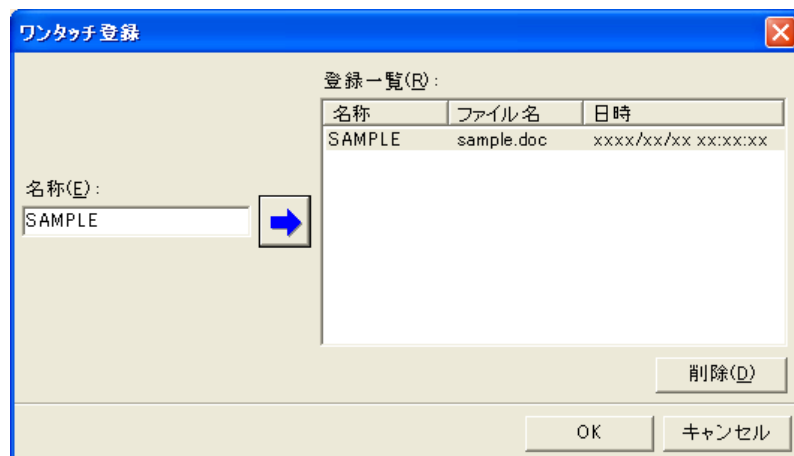 ワンタッチ登録
登録一覧(R):
名称 ファイル名 日時
SAMPLE sample.doc xxxx/xx/xx xx:xx:xx
名称(E):
SAMPLE
削除(D)
OK キャンセル